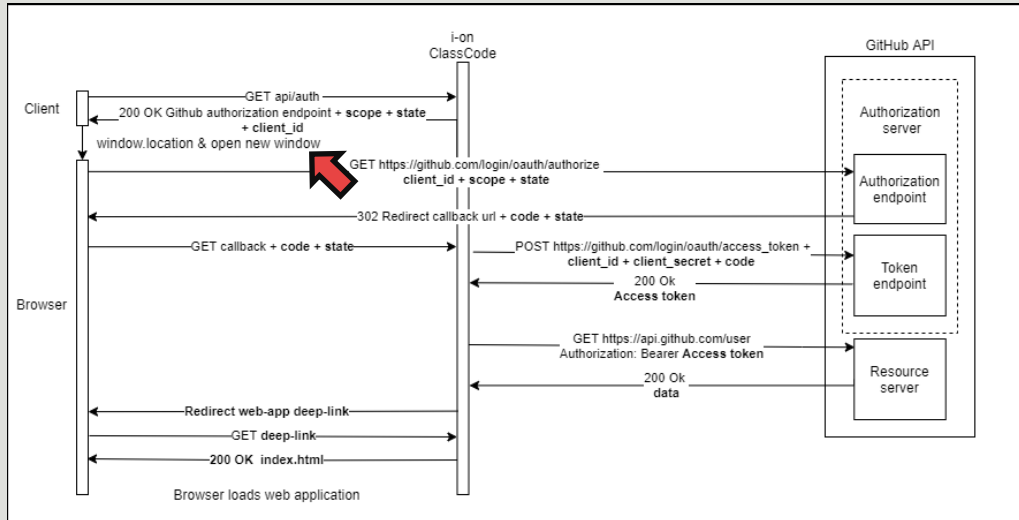 i-on
ClassCode
GitHub API
Client
GET api/auth
200 OK Github authorization endpoint + scope + state
+ client_id
window.location & open new window
Authorization
server
GET https://github.com/login/oauth/authorize
client_id + scope + state
Authorization
endpoint
302 Redirect callback url + code + state
GET callback + code + state
POST https://github.com/login/oauth/access_token +
client_id + client_secret + code
200 Ok
Access token
Token
endpoint
Browser
GET https://api.github.com/user
Authorization: Bearer Access token
200 Ok
data
Resource
server
Redirect web-app deep-link
GET deep-link
200 OK index.html
Browser loads web application